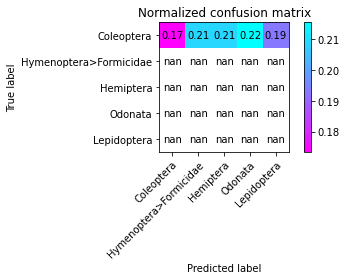 Normalized confusion matrix
Coleoptera 0.17 0.21 0.21 0.22 0.19
Hymenoptera>Formicidae nan nan nan nan nan
Hemiptera nan nan nan nan nan
Odonata nan nan nan nan nan
Lepidoptera nan nan nan nan nan
True label
Coleoptera
Hymenoptera>Formicidae
Hemiptera
Odonata
Lepidoptera
Predicted label
0.21
0.20
0.19
0.18